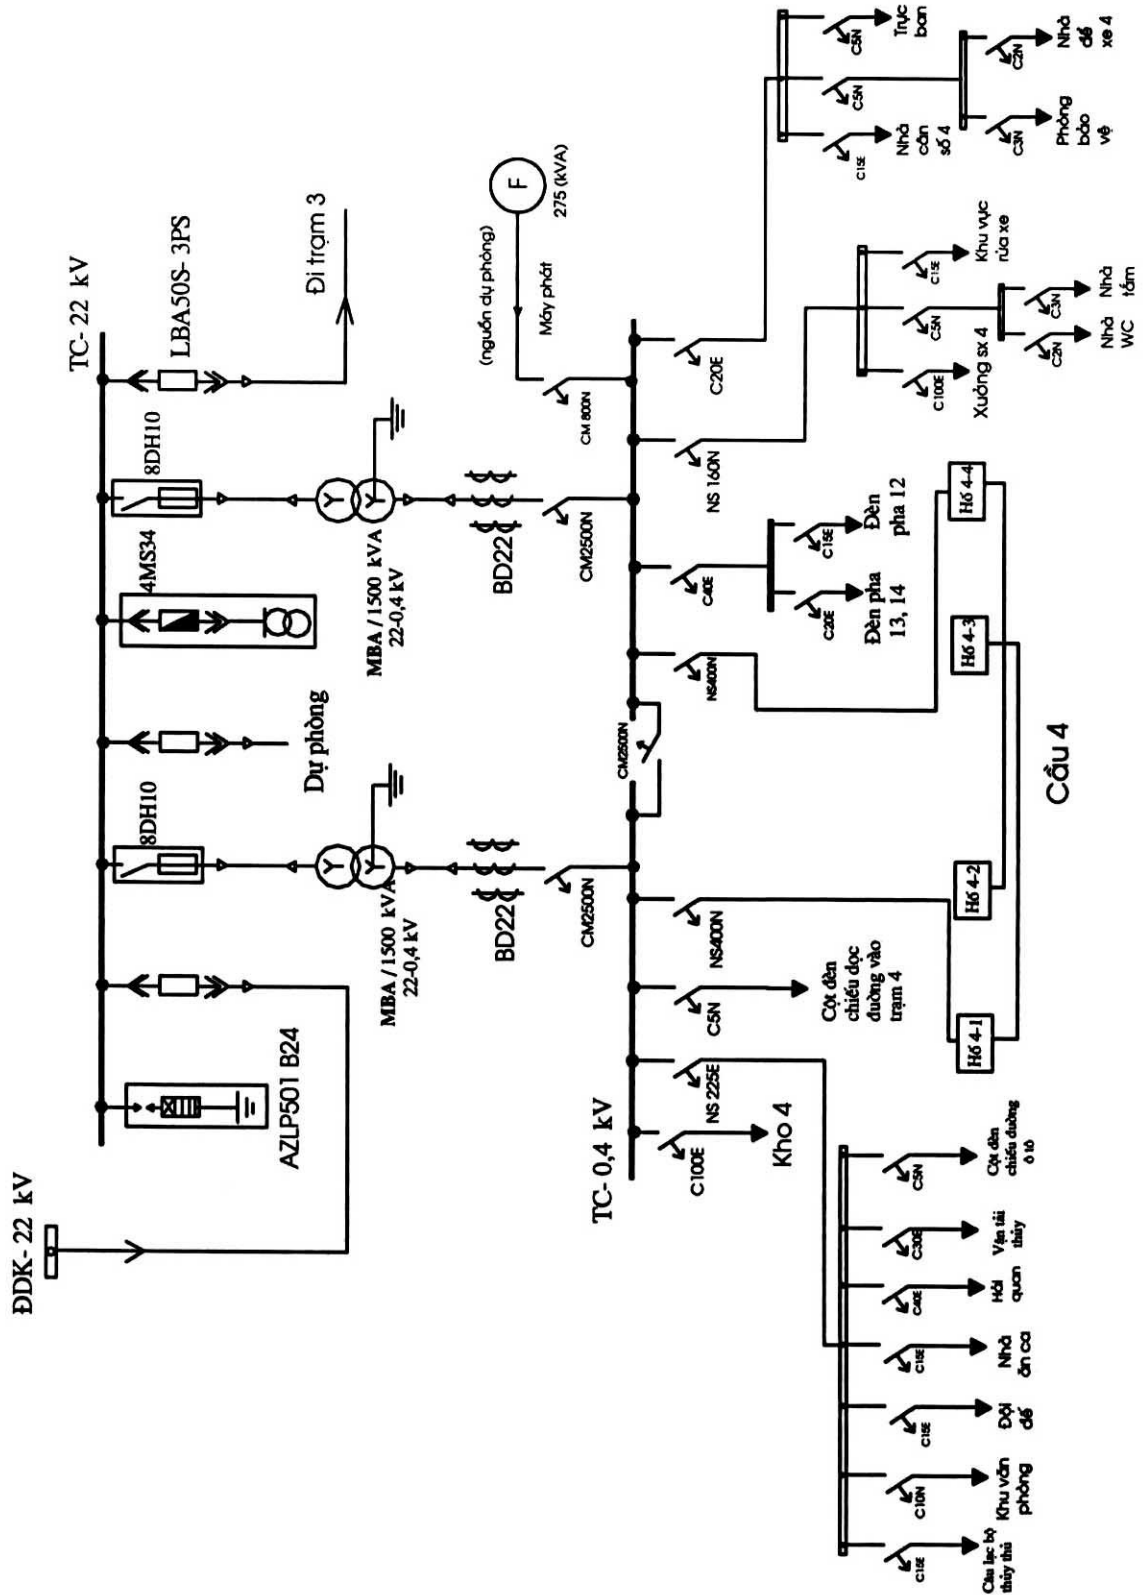 ĐDK- 22 kV
TC- 22 kV
AZLP501 B24
8DH10
Dự phòng
4MS34
8DH10
LBA50S- 3PS
Đi trạm 3
MBA / 1500 kVA
22-0,4 kV
MBA / 1500 kVA
22-0,4 kV
BD22
BD22
(nguồn dự phòng)
Máy phát
F
275 (kVA)
CM2500N
CM2500N
CM 800N
TC- 0,4 kV
CM2500N
C100E
Kho 4
NS 225E
C5N
Cột đèn
chiếu dọc
đường vào
trạm 4
NS400N
NS400N
C40E
NS 160N
C20E
C20E
Đèn pha
13, 14
C15E
Đèn
pha 12
Hố 4-1
Hố 4-2
Hố 4-3
Hố 4-4
Cầu 4
C15E
Câu lạc bộ
thủy thủ
C10N
Khu văn
phòng
C15E
Đội
đế
C15E
Nhà
ăn ca
C40E
Hải
quan
C30E
Vận tải
thủy
C5N
Cột đèn
chiếu đường
ô tô
C100E
Xưởng sx 4
C5N
C15E
Khu vực
rửa xe
C2N
Nhà
WC
C3N
Nhà
tắm
C15E
Nhà
cân
số 4
C5N
C5N
Trực
ban
C3N
Phòng
bảo
vệ
C2N
Nhà
để
xe 4